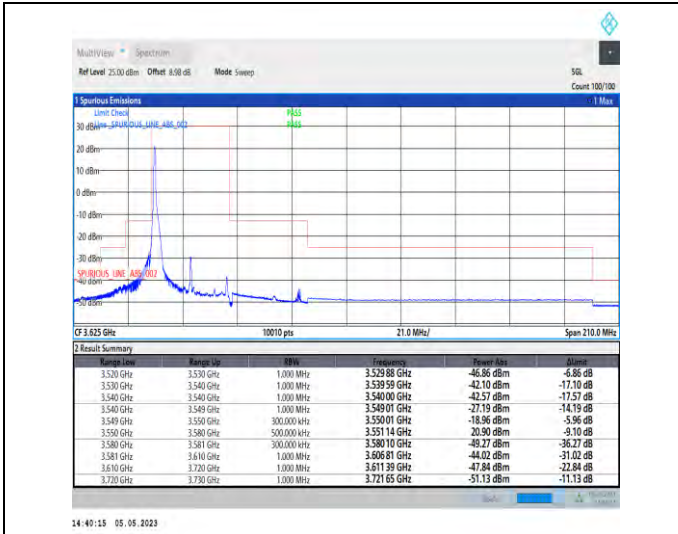 MultiView Spectrum
Ref Level 25.00 dBm Offset 8.98 dB Mode Sweep SGL
Count 100/100
1 Spurious Emissions 1 Max
Limit Check PASS
30 dBm Line _SPURIOUS_LINE_ABS_002 PASS
20 dBm
10 dBm
0 dBm
-10 dBm
-20 dBm
-30 dBm
SPURIOUS_LINE_ABS_002
-40 dBm
-50 dBm
CF 3.625 GHz 10010 pts 21.0 MHz/ Span 210.0 MHz
2 Result Summary
Range Low Range Up RBW Frequency Power Abs ΔLimit
3.520 GHz 3.530 GHz 1.000 MHz 3.529 88 GHz -46.86 dBm -6.86 dB
3.530 GHz 3.540 GHz 1.000 MHz 3.539 59 GHz -42.10 dBm -17.10 dB
3.540 GHz 3.540 GHz 1.000 MHz 3.540 00 GHz -42.57 dBm -17.57 dB
3.540 GHz 3.549 GHz 1.000 MHz 3.549 01 GHz -27.19 dBm -14.19 dB
3.549 GHz 3.550 GHz 300.000 kHz 3.550 01 GHz -18.96 dBm -5.96 dB
3.550 GHz 3.580 GHz 500.000 kHz 3.551 14 GHz 20.90 dBm -9.10 dB
3.580 GHz 3.581 GHz 300.000 kHz 3.580 10 GHz -49.27 dBm -36.27 dB
3.581 GHz 3.610 GHz 1.000 MHz 3.606 81 GHz -44.02 dBm -31.02 dB
3.610 GHz 3.720 GHz 1.000 MHz 3.611 39 GHz -47.84 dBm -22.84 dB
3.720 GHz 3.730 GHz 1.000 MHz 3.721 65 GHz -51.13 dBm -11.13 dB
14:40:15 05.05.2023